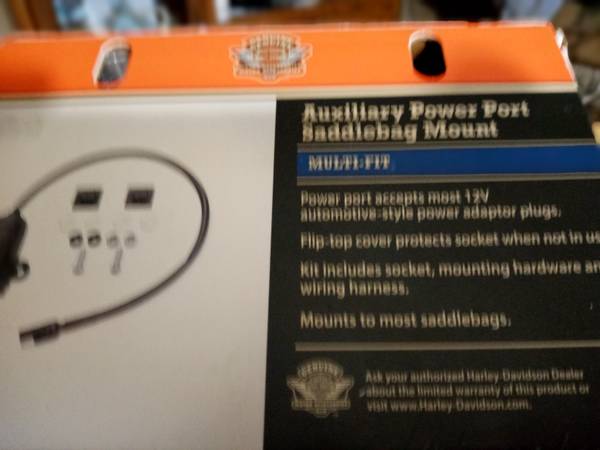 Auxiliary Power Port
Saddlebag Mount
MULTI-FIT
Power port accepts most 12V
automotive-style power adaptor plugs.
Flip-top cover protects socket when not in us
Kit includes socket, mounting hardware an
wiring harness.
Mounts to most saddlebags.
Ask your authorized Harley-Davidson Dealer
about the limited warranty of this product or
visit www.Harley-Davidson.com.